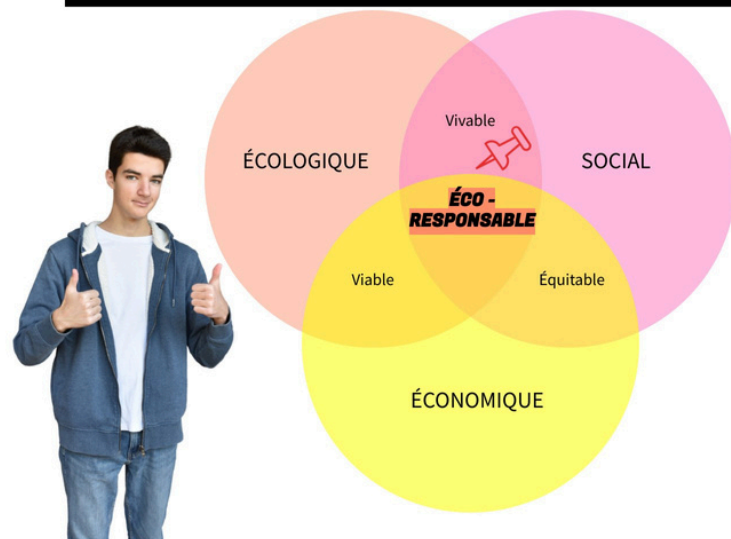 Vivable
ÉCOLOGIQUE
SOCIAL
ÉCO -
RESPONSABLE
Viable
Équitable
ÉCONOMIQUE